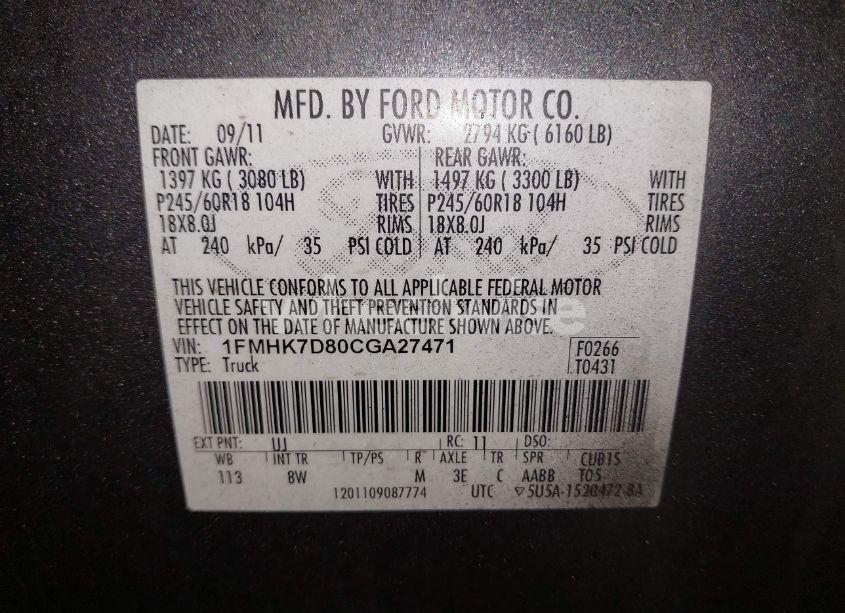 MFD. BY FORD MOTOR CO.
DATE: 09/11 GVWR: 2794 KG ( 6160 LB)
FRONT GAWR: REAR GAWR:
1397 KG ( 3080 LB) WITH 1497 KG ( 3300 LB) WITH
P245/60R18 104H TIRES P245/60R18 104H TIRES
18X8.0J RIMS 18X8.0J RIMS
AT 240 kPa/ 35 PSI COLD AT 240 kPa/ 35 PSI COLD
THIS VEHICLE CONFORMS TO ALL APPLICABLE FEDERAL MOTOR
VEHICLE SAFETY AND THEFT PREVENTION STANDARDS IN
EFFECT ON THE DATE OF MANUFACTURE SHOWN ABOVE.
VIN: 1FMHK7D80CGA27471 F0266
TYPE: Truck T0431
EXT PNT: UJ RC: 11 DSO:
WB INT TR TP/PS R AXLE TR SPR CUB1S
113 8W M 3E C AABB T05
1201109087774 UTC ▽5U5A-1520472-BA